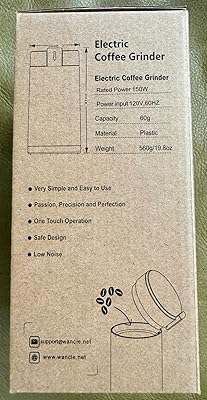 Electric
Coffee Grinder
Electric Coffee Grinder
Rated Power 150W
Power input 120V,60HZ
Capacity 60g
Material Plastic
Weight 560g/19.8oz
• Very Simple and Easy to Use
• Passion, Precision and Perfection
• One Touch Operation
• Safe Design
• Low Noise
support@wancle.net
www.wancle.net